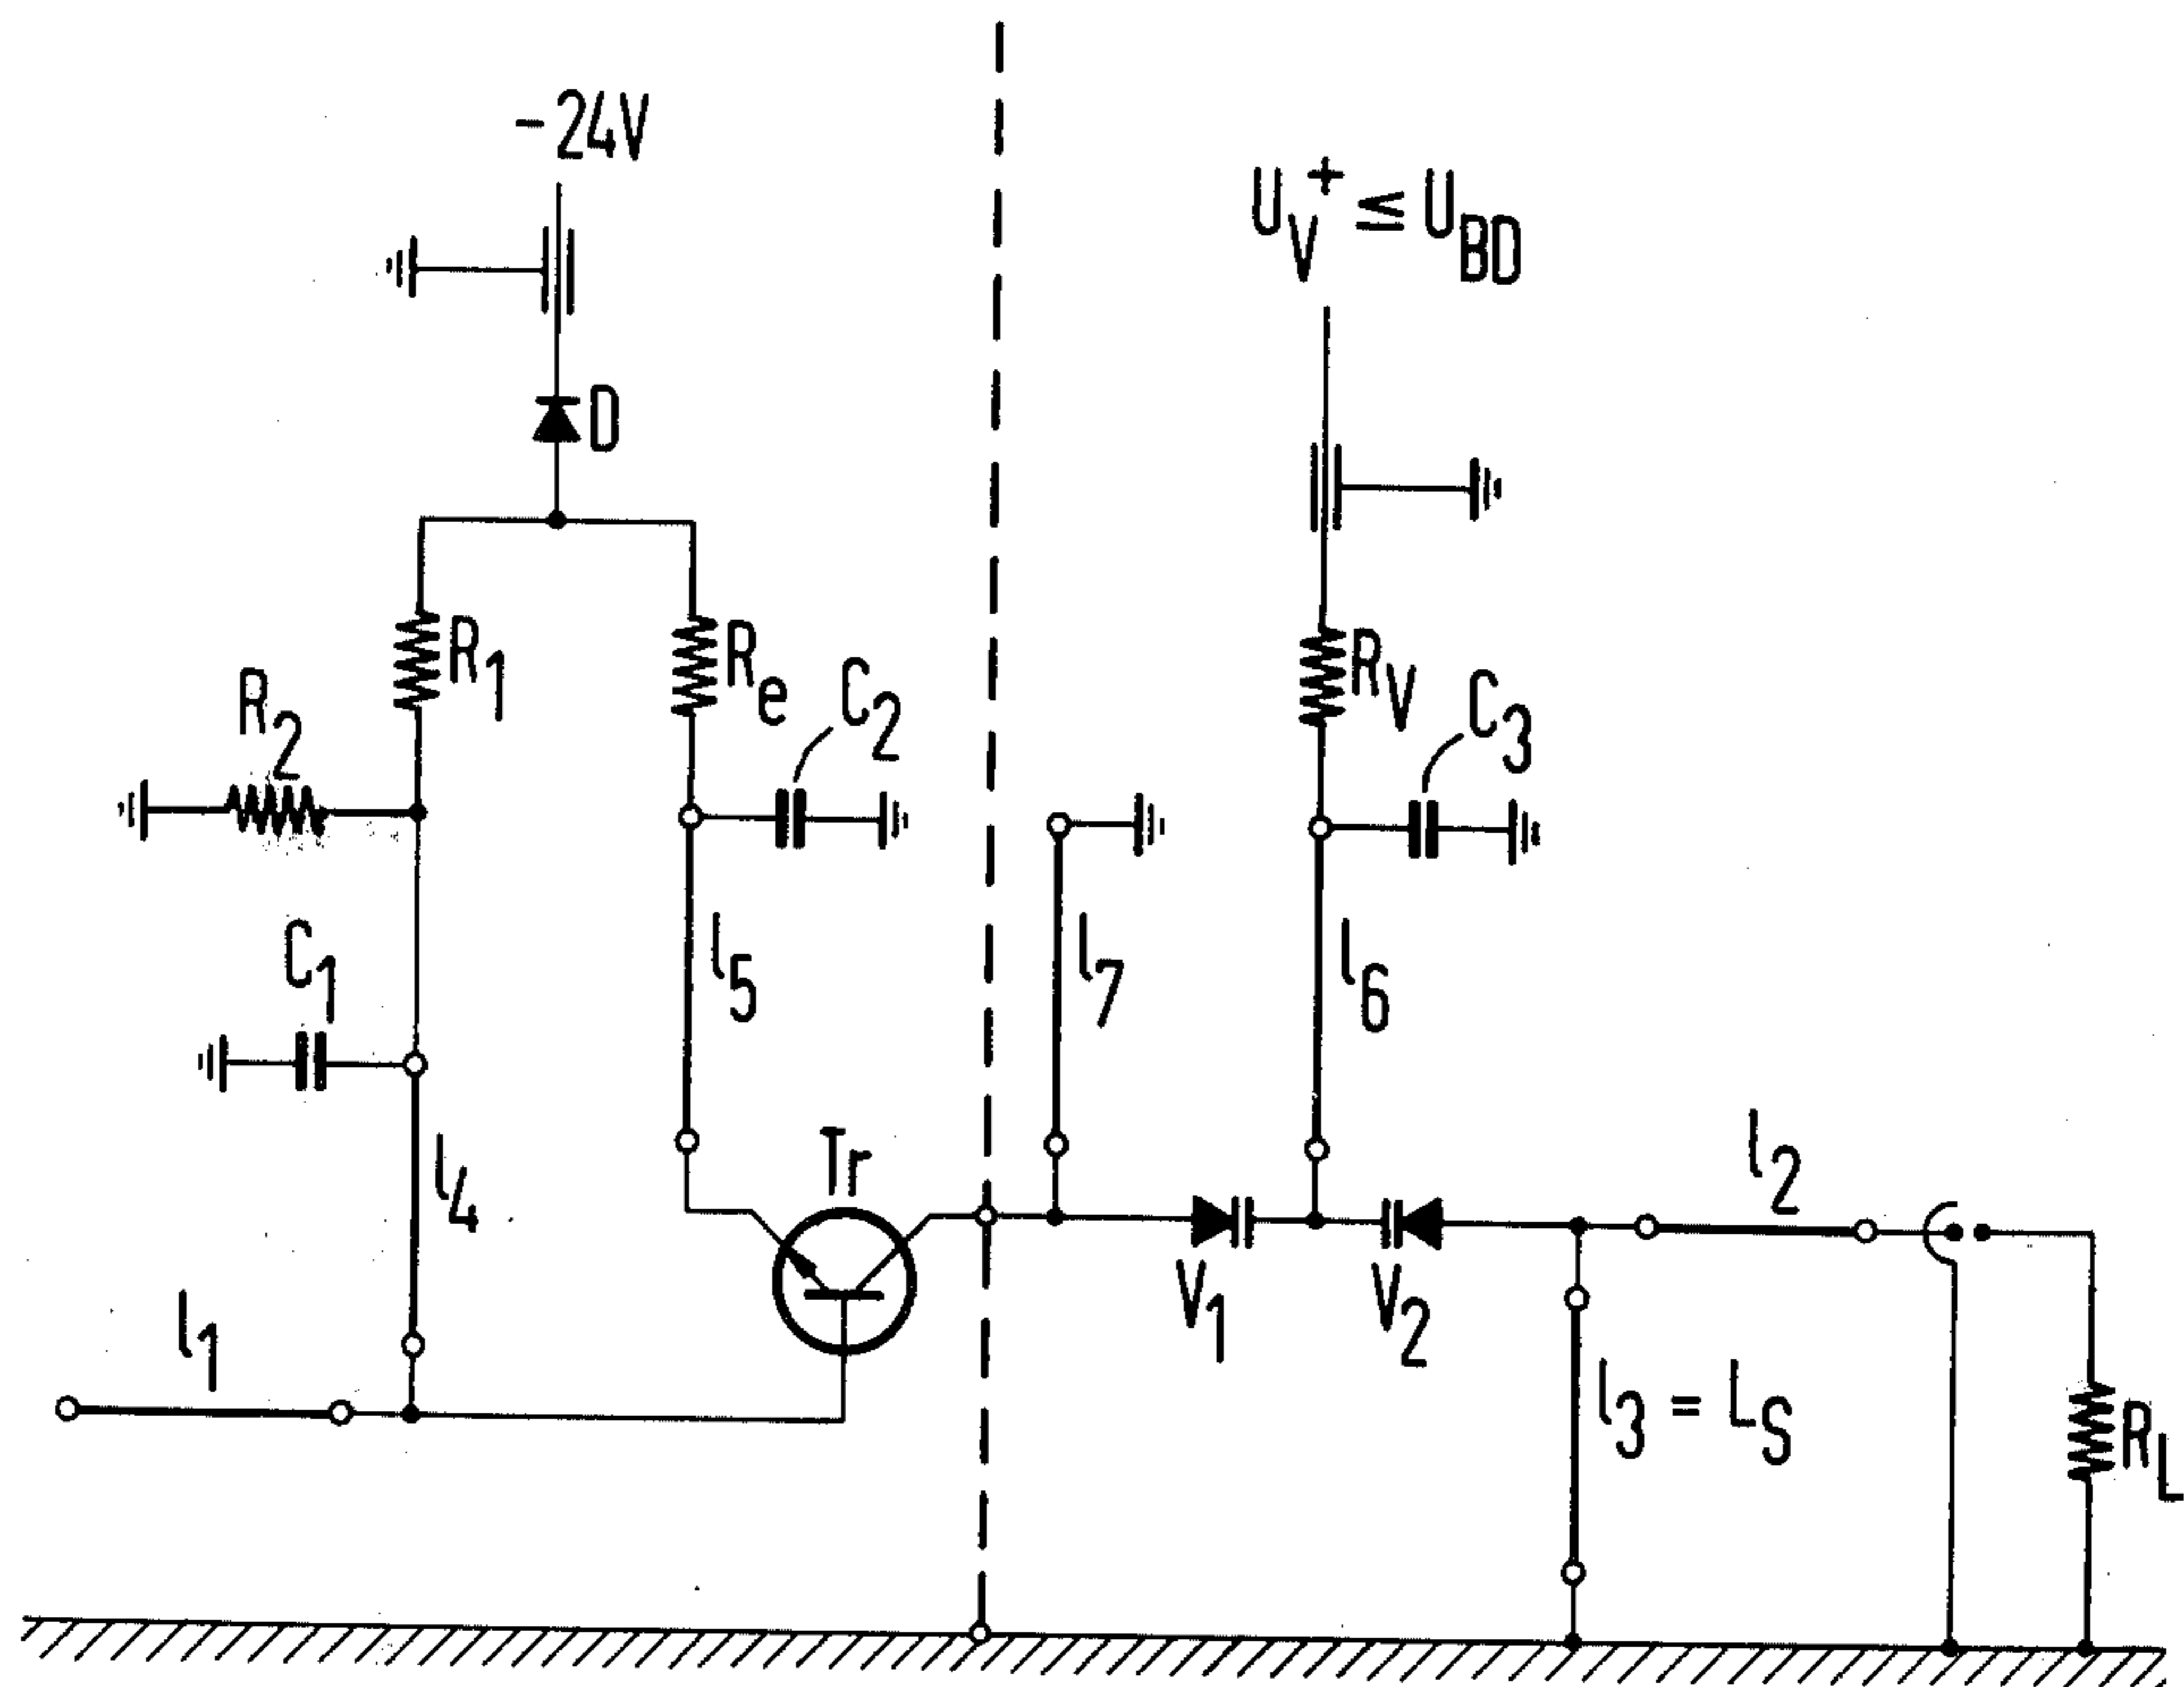 -24V
U_V^+ ≤ U_BD
D
R1
Re
C2
R2
RV
C3
C1
l5
l7
l6
l4
Tr
l2
V1
V2
l1
l3 = LS
RL